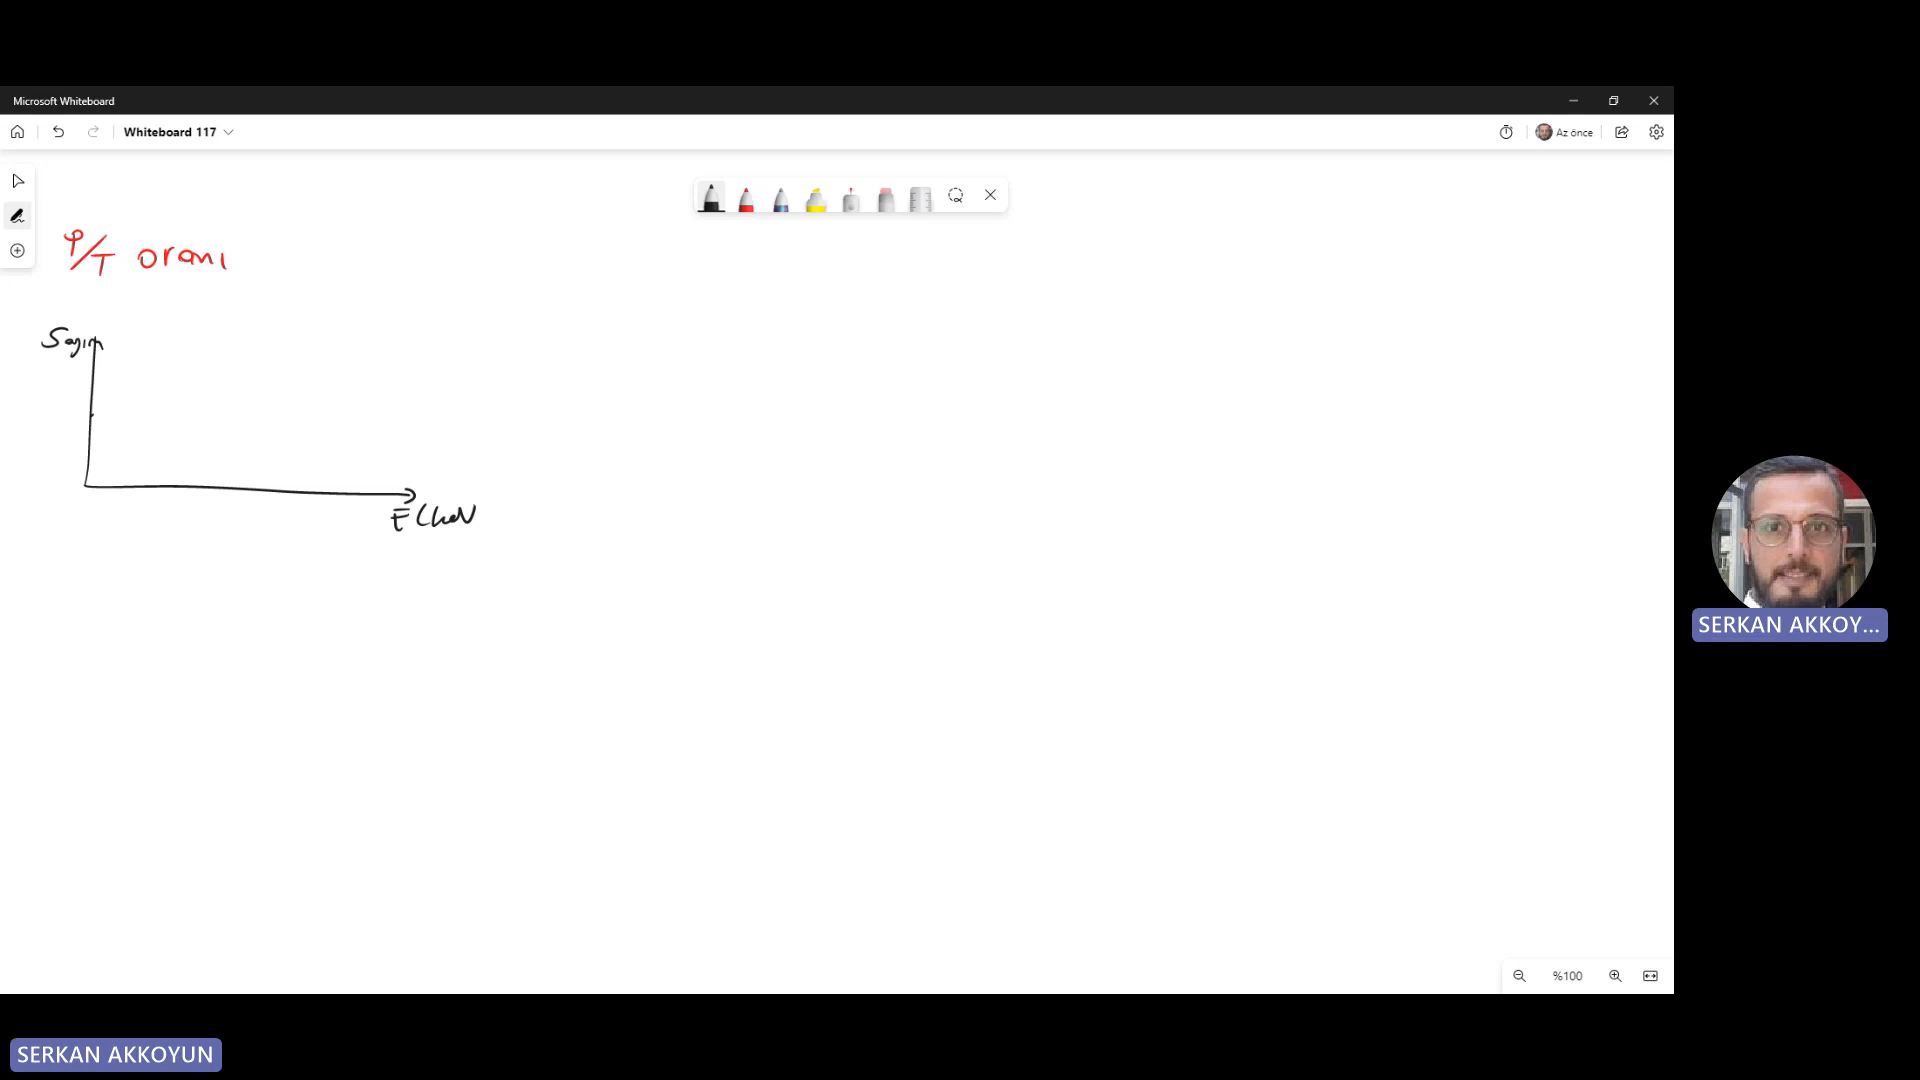 Microsoft Whiteboard
Whiteboard 117
Az önce
P/T oranı
Sayım
E (keV
SERKAN AKKOY...
%100
SERKAN AKKOYUN